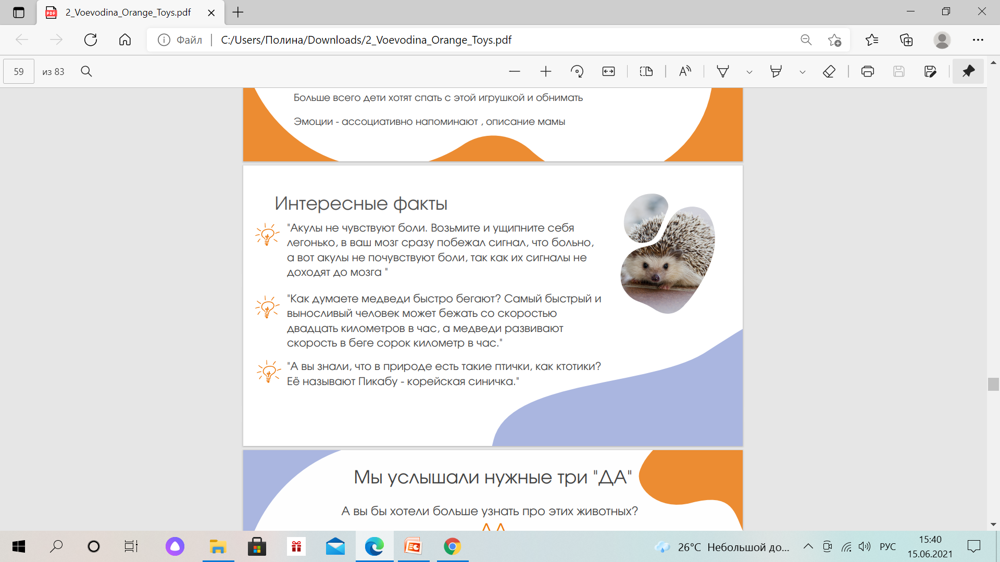 2_Voevodina_Orange_Toys.pdf
Файл
C:/Users/Полина/Downloads/2_Voevodina_Orange_Toys.pdf
59
из 83
Больше всего дети хотят спать с этой игрушкой и обнимать
Эмоции - ассоциативно напоминают , описание мамы
Интересные факты
"Акулы не чувствуют боли. Возьмите и ущипните себя
легонько, в ваш мозг сразу побежал сигнал, что больно,
а вот акулы не почувствуют боли, так как их сигналы не
доходят до мозга "
"Как думаете медведи быстро бегают? Самый быстрый и
выносливый человек может бежать со скоростью
двадцать километров в час, а медведи развивают
скорость в беге сорок километр в час."
"А вы знали, что в природе есть такие птички, как ктотики?
Её называют Пикабу - корейская синичка."
Мы услышали нужные три "ДА"
А вы бы хотели больше узнать про этих животных?
26°C Небольшой до...
РУС
15:40
15.06.2021